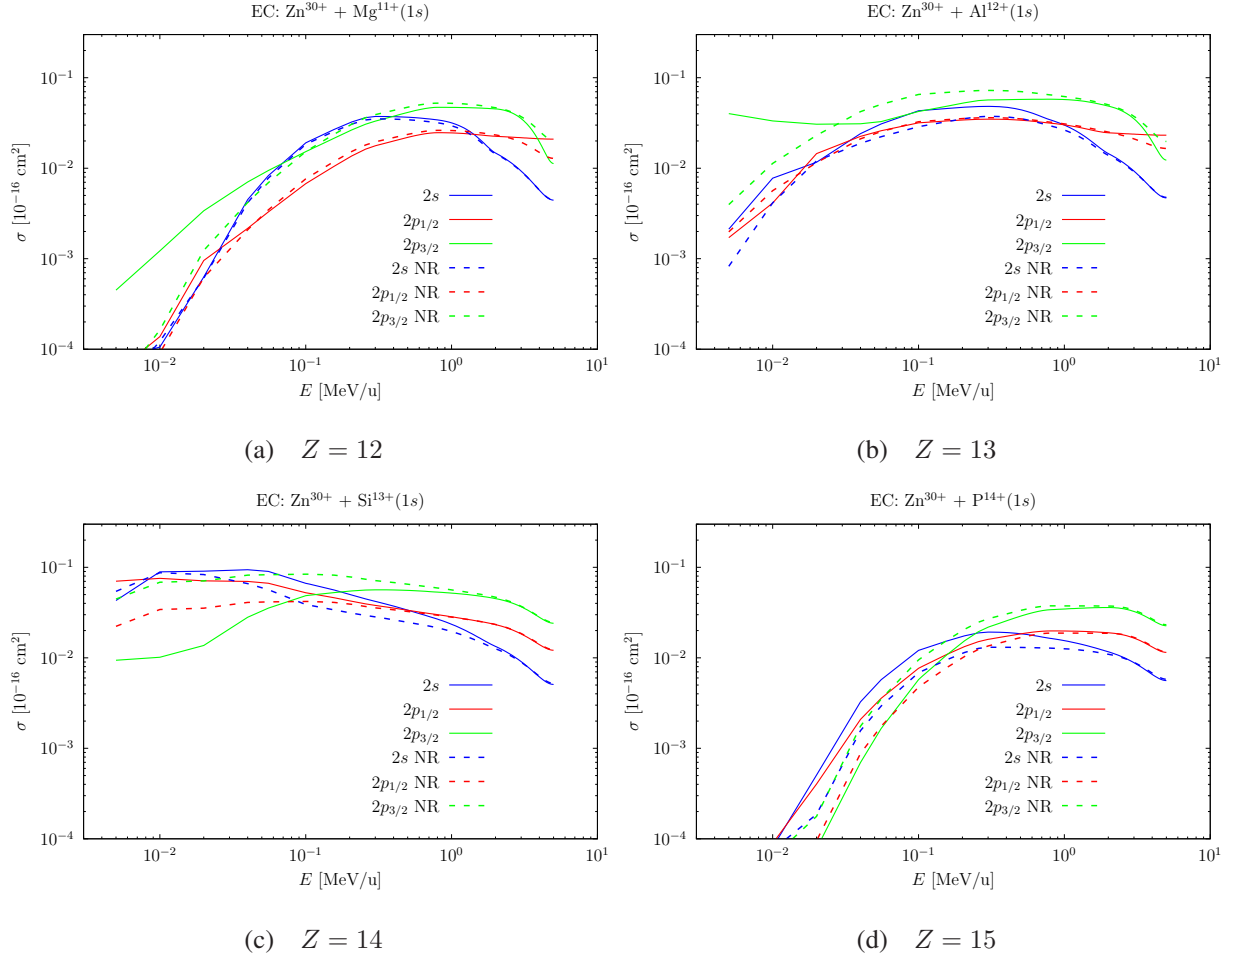 EC: Zn³⁰⁺ + Mg¹¹⁺(1s)
10⁻¹
10⁻²
10⁻³
10⁻⁴
σ [10⁻¹⁶ cm²]
2s
2p₁/₂
2p₃/₂
2s NR
2p₁/₂ NR
2p₃/₂ NR
10⁻² 10⁻¹ 10⁰ 10¹
E [MeV/u]
(a) Z = 12
EC: Zn³⁰⁺ + Al¹²⁺(1s)
10⁻¹
10⁻²
10⁻³
10⁻⁴
σ [10⁻¹⁶ cm²]
2s
2p₁/₂
2p₃/₂
2s NR
2p₁/₂ NR
2p₃/₂ NR
10⁻² 10⁻¹ 10⁰ 10¹
E [MeV/u]
(b) Z = 13
EC: Zn³⁰⁺ + Si¹³⁺(1s)
10⁻¹
10⁻²
10⁻³
10⁻⁴
σ [10⁻¹⁶ cm²]
2s
2p₁/₂
2p₃/₂
2s NR
2p₁/₂ NR
2p₃/₂ NR
10⁻² 10⁻¹ 10⁰ 10¹
E [MeV/u]
(c) Z = 14
EC: Zn³⁰⁺ + P¹⁴⁺(1s)
10⁻¹
10⁻²
10⁻³
10⁻⁴
σ [10⁻¹⁶ cm²]
2s
2p₁/₂
2p₃/₂
2s NR
2p₁/₂ NR
2p₃/₂ NR
10⁻² 10⁻¹ 10⁰ 10¹
E [MeV/u]
(d) Z = 15